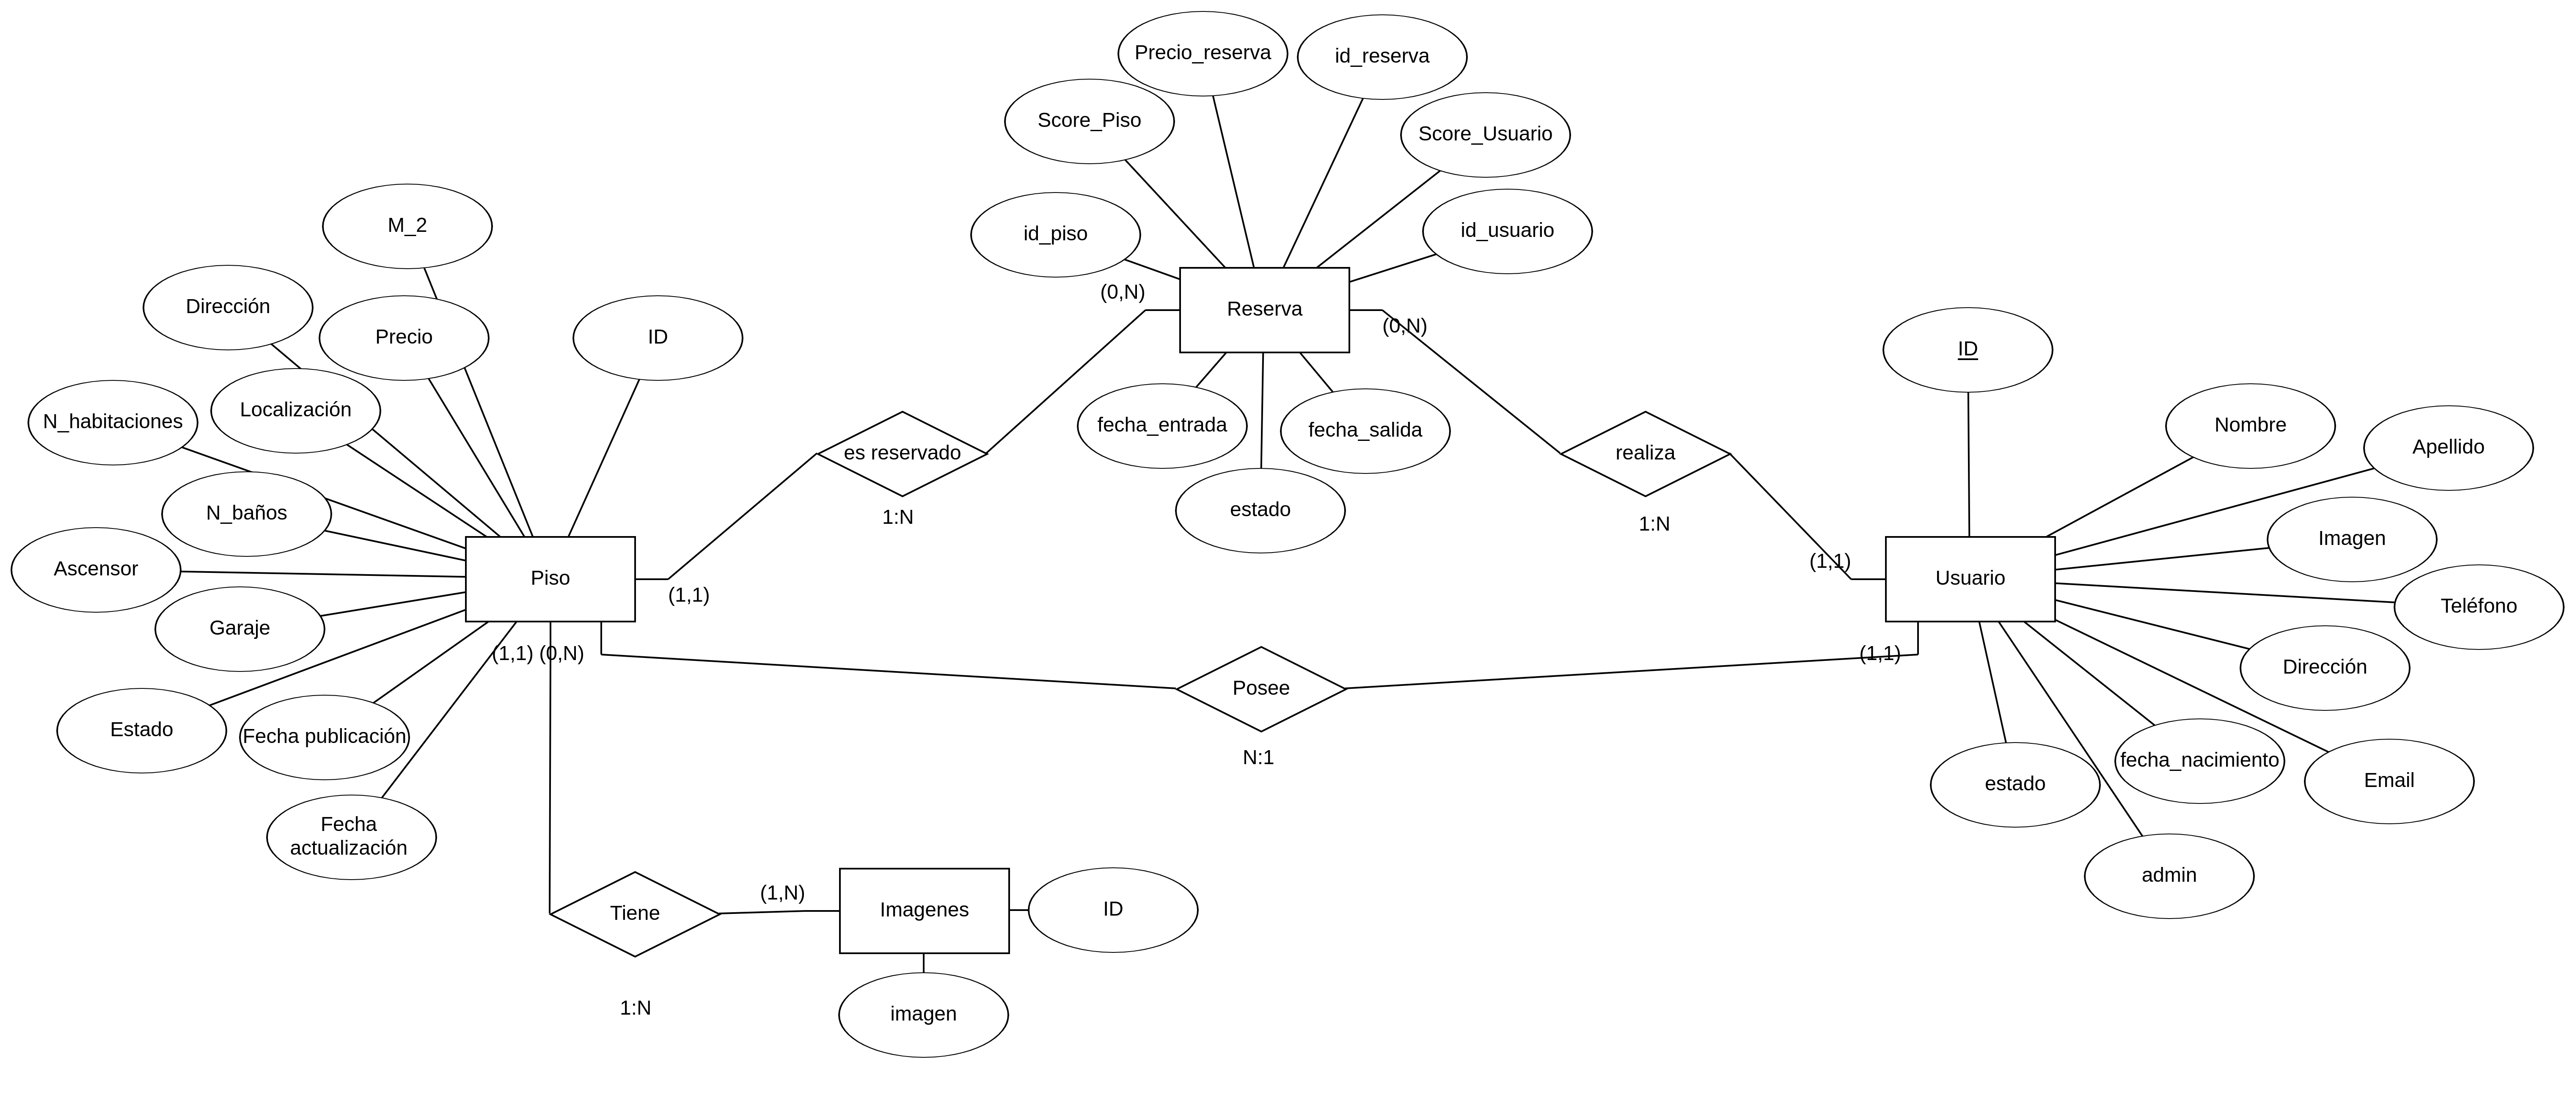 Precio_reserva
id_reserva
Score_Piso
Score_Usuario
id_piso
id_usuario
M_2
Dirección
Precio
ID
(0,N)
Reserva
(0,N)
ID
N_habitaciones
Localización
fecha_entrada
fecha_salida
Nombre
Apellido
es reservado
realiza
N_baños
1:N
estado
1:N
Imagen
Ascensor
Piso
(1,1)
(1,1)
Usuario
Teléfono
Garaje
(1,1)
(0,N)
(1,1)
Dirección
Posee
Estado
Fecha publicación
N:1
fecha_nacimiento
estado
Email
Fecha
actualización
admin
Tiene
(1,N)
Imagenes
ID
1:N
imagen